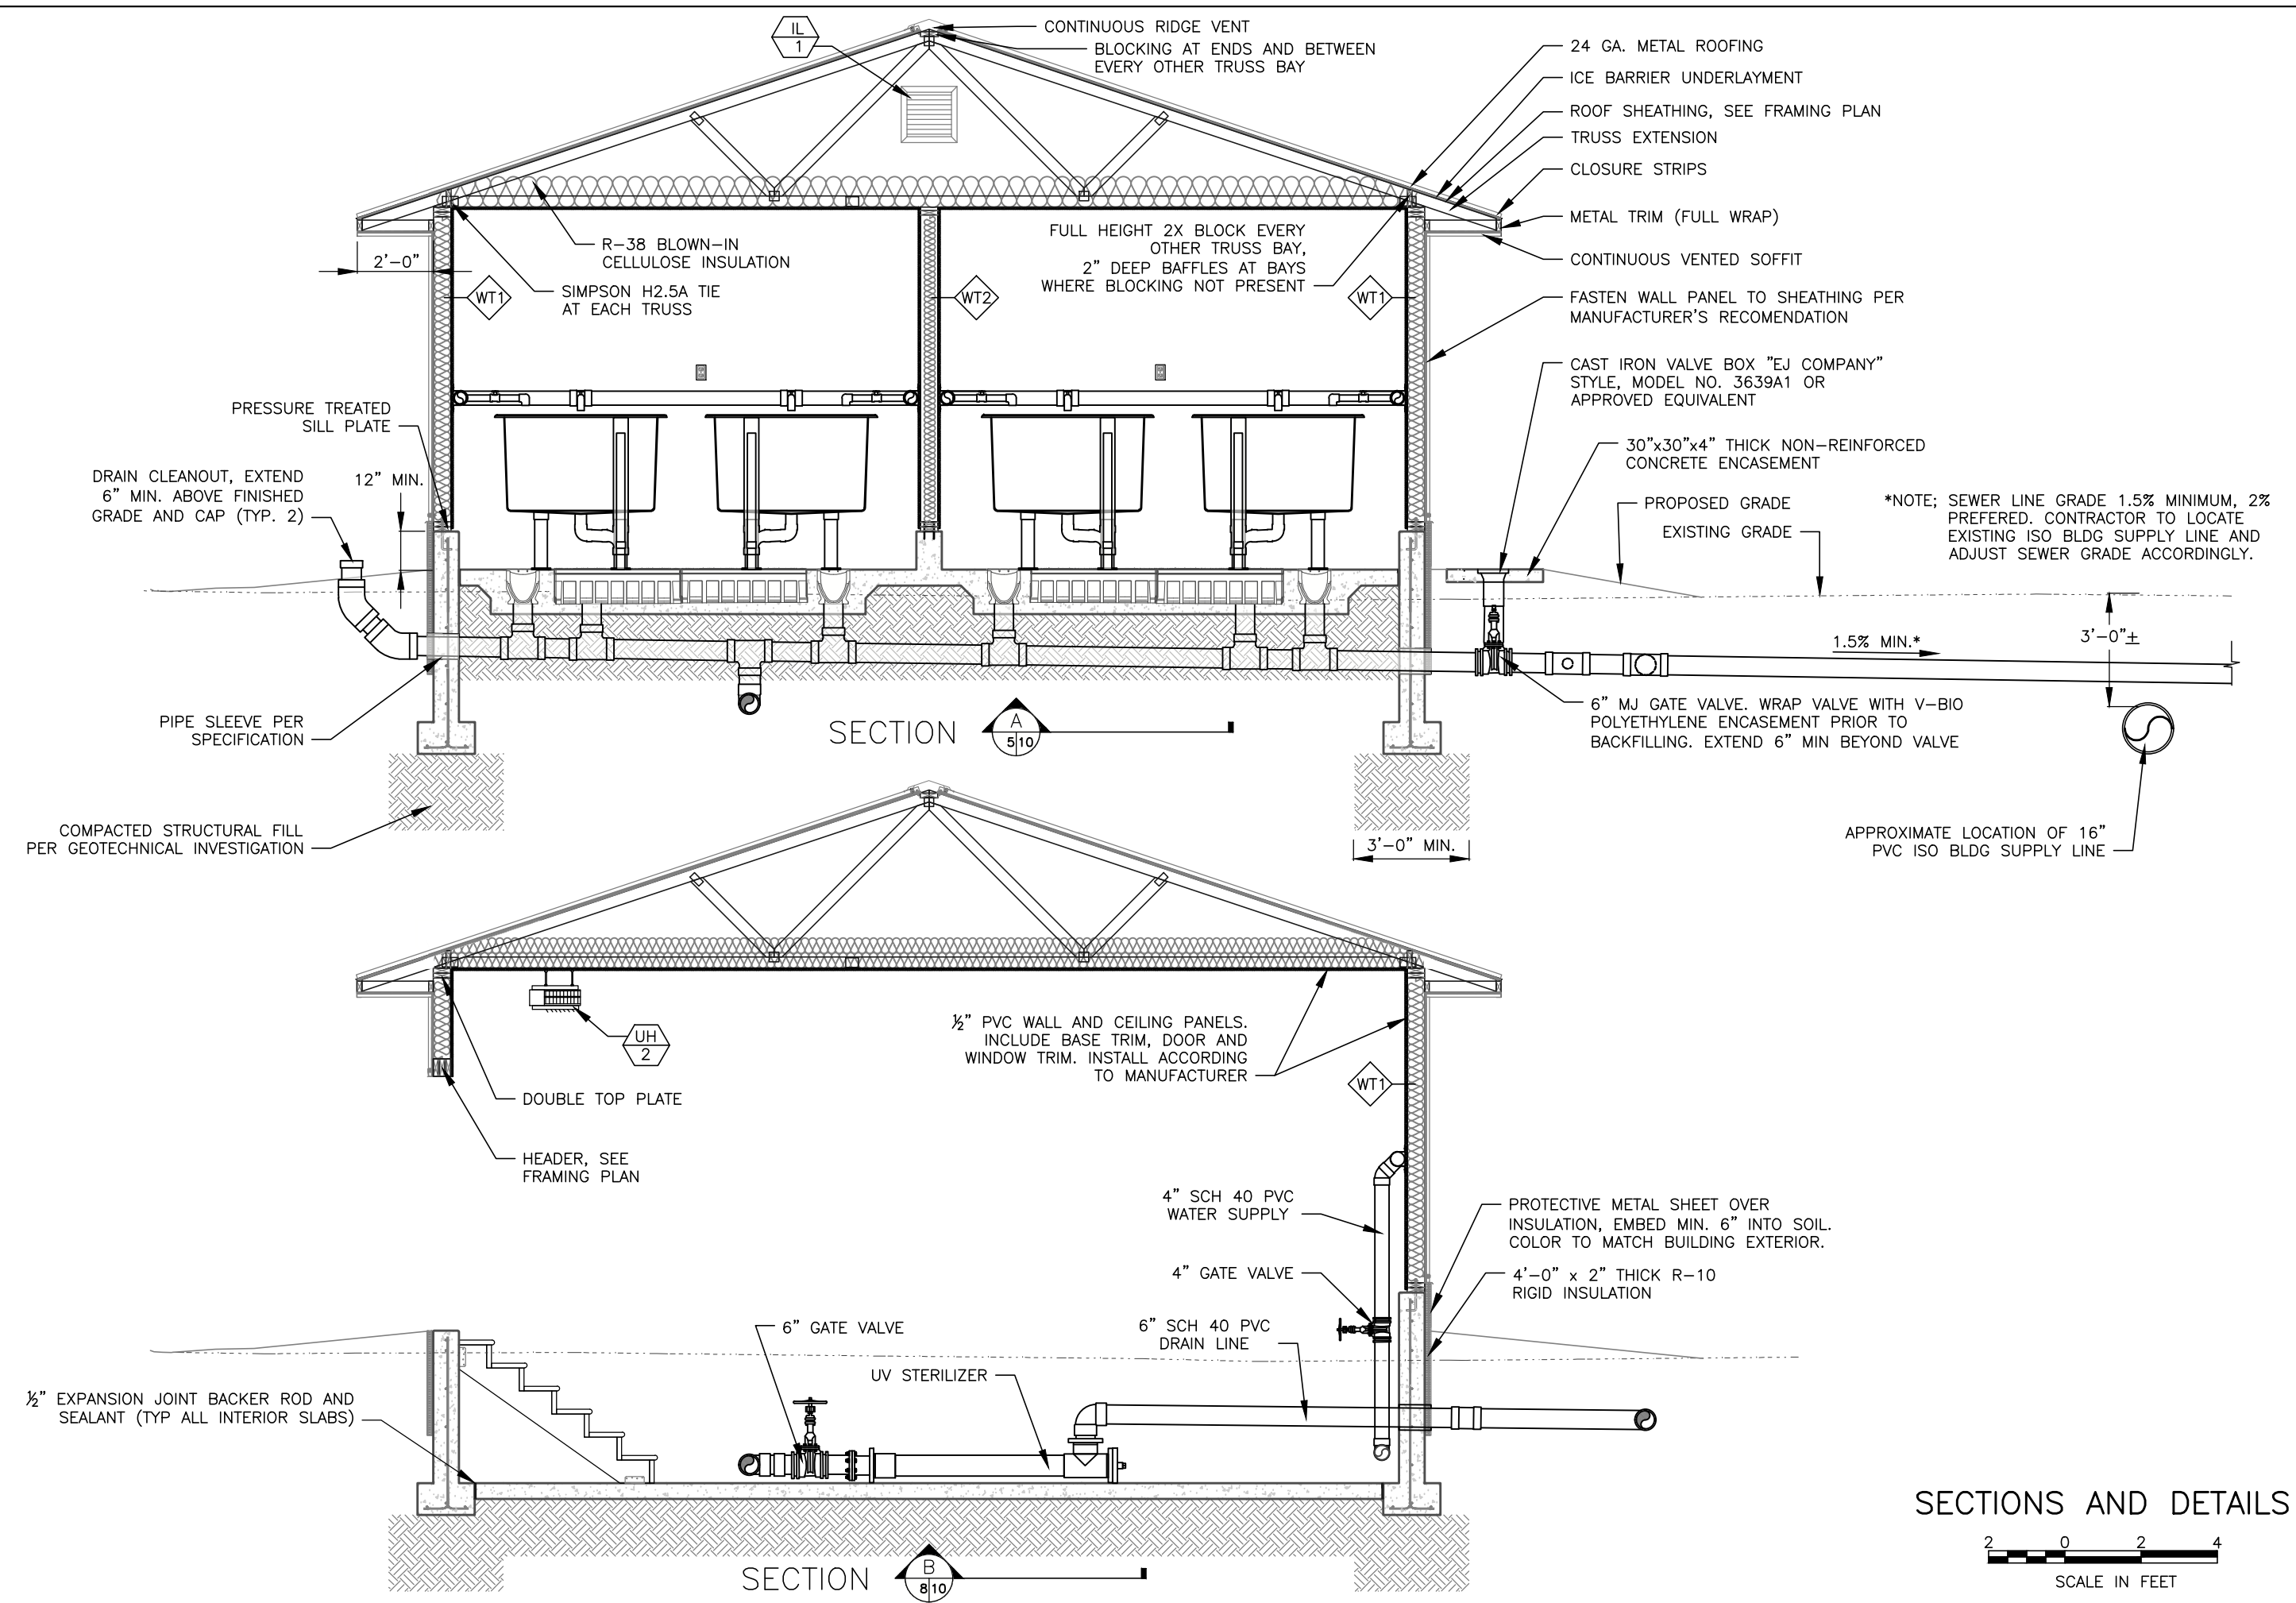 IL
1
CONTINUOUS RIDGE VENT
BLOCKING AT ENDS AND BETWEEN
EVERY OTHER TRUSS BAY
24 GA. METAL ROOFING
ICE BARRIER UNDERLAYMENT
ROOF SHEATHING, SEE FRAMING PLAN
TRUSS EXTENSION
CLOSURE STRIPS
METAL TRIM (FULL WRAP)
CONTINUOUS VENTED SOFFIT
FASTEN WALL PANEL TO SHEATHING PER
MANUFACTURER'S RECOMENDATION
2'-0"
R-38 BLOWN-IN
CELLULOSE INSULATION
WT1
SIMPSON H2.5A TIE
AT EACH TRUSS
FULL HEIGHT 2X BLOCK EVERY
OTHER TRUSS BAY,
2" DEEP BAFFLES AT BAYS
WHERE BLOCKING NOT PRESENT
WT2
WT1
CAST IRON VALVE BOX "EJ COMPANY"
STYLE, MODEL NO. 3639A1 OR
APPROVED EQUIVALENT
PRESSURE TREATED
SILL PLATE
30"x30"x4" THICK NON-REINFORCED
CONCRETE ENCASEMENT
DRAIN CLEANOUT, EXTEND
6" MIN. ABOVE FINISHED
GRADE AND CAP (TYP. 2)
12" MIN.
PROPOSED GRADE
EXISTING GRADE
*NOTE; SEWER LINE GRADE 1.5% MINIMUM, 2%
PREFERED. CONTRACTOR TO LOCATE
EXISTING ISO BLDG SUPPLY LINE AND
ADJUST SEWER GRADE ACCORDINGLY.
1.5% MIN.*
3'-0"±
PIPE SLEEVE PER
SPECIFICATION
SECTION
A
5|10
6" MJ GATE VALVE. WRAP VALVE WITH V-BIO
POLYETHYLENE ENCASEMENT PRIOR TO
BACKFILLING. EXTEND 6" MIN BEYOND VALVE
COMPACTED STRUCTURAL FILL
PER GEOTECHNICAL INVESTIGATION
3'-0" MIN.
APPROXIMATE LOCATION OF 16"
PVC ISO BLDG SUPPLY LINE
UH
2
½" PVC WALL AND CEILING PANELS.
INCLUDE BASE TRIM, DOOR AND
WINDOW TRIM. INSTALL ACCORDING
TO MANUFACTURER
WT1
DOUBLE TOP PLATE
HEADER, SEE
FRAMING PLAN
4" SCH 40 PVC
WATER SUPPLY
PROTECTIVE METAL SHEET OVER
INSULATION, EMBED MIN. 6" INTO SOIL.
COLOR TO MATCH BUILDING EXTERIOR.
4" GATE VALVE
4'-0" x 2" THICK R-10
RIGID INSULATION
6" GATE VALVE
6" SCH 40 PVC
DRAIN LINE
UV STERILIZER
½" EXPANSION JOINT BACKER ROD AND
SEALANT (TYP ALL INTERIOR SLABS)
SECTION
B
8|10
SECTIONS AND DETAILS
2 0 2 4
SCALE IN FEET